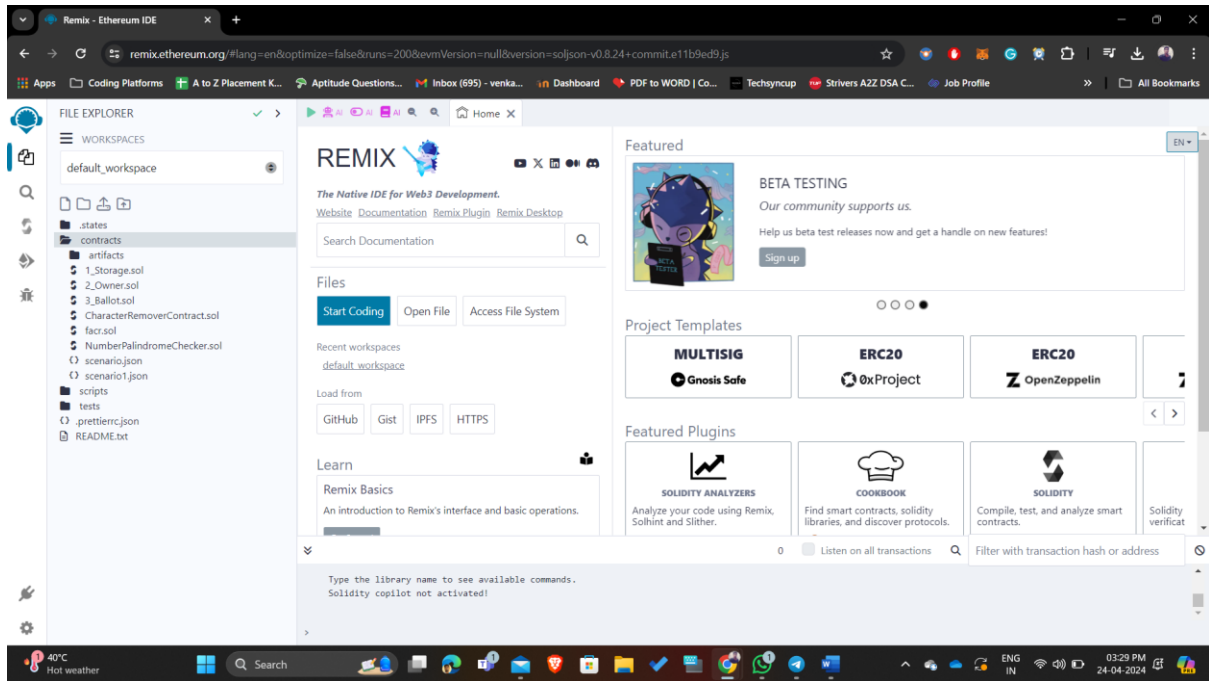 Remix - Ethereum IDE
remix.ethereum.org/#lang=en&optimize=false&runs=200&evmVersion=null&version=soljson-v0.8.24+commit.e11b9ed9.js
Apps Coding Platforms A to Z Placement K... Aptitude Questions... Inbox (695) - venka... Dashboard PDF to WORD | Co... Techsyncup Strivers A2Z DSA C... Job Profile » All Bookmarks
FILE EXPLORER
WORKSPACES
default_workspace
.states
contracts
artifacts
1_Storage.sol
2_Owner.sol
3_Ballot.sol
CharacterRemoverContract.sol
facr.sol
NumberPalindromeChecker.sol
scenario.json
scenario1.json
scripts
tests
.prettierrc.json
README.txt
AI AI AI Home
REMIX
The Native IDE for Web3 Development.
Website Documentation Remix Plugin Remix Desktop
Search Documentation
Files
Start Coding Open File Access File System
Recent workspaces
default_workspace
Load from
GitHub Gist IPFS HTTPS
Learn
Remix Basics
An introduction to Remix's interface and basic operations.
Featured
EN
BETA TESTER
BETA TESTING
Our community supports us.
Help us beta test releases now and get a handle on new features!
Sign up
Project Templates
MULTISIG
Gnosis Safe
ERC20
0xProject
ERC20
OpenZeppelin
Featured Plugins
SOLIDITY ANALYZERS
Analyze your code using Remix,
Solhint and Slither.
COOKBOOK
Find smart contracts, solidity
libraries, and discover protocols.
SOLIDITY
Compile, test, and analyze smart
contracts.
Solidity
verificat
0 Listen on all transactions Filter with transaction hash or address
Type the library name to see available commands.
Solidity copilot not activated!
>
1
40°C
Hot weather
Search
ENG
IN
03:29 PM
24-04-2024